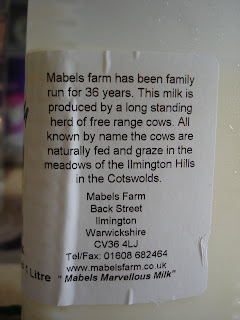 Mabels farm has been family
run for 36 years. This milk is
produced by a long standing
herd of free range cows. All
known by name the cows are
naturally fed and graze in the
meadows of the Ilmington Hills
in the Cotswolds.
Mabels Farm
Back Street
Ilmington
Warwickshire
CV36 4LJ
Tel/Fax: 01608 682464
www.mabelsfarm.co.uk
1 Litre "Mabels Marvellous Milk"